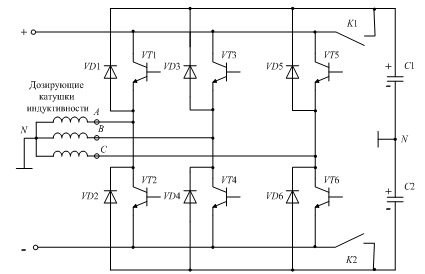 K1
+
VT1
VT3
VT5
VD1
VD3
VD5
+
C1
-
Дозирующие
катушки
индуктивности
A
N
B
C
N
VT2
VT4
VT6
VD2
VD4
VD6
C2
+
-
-
K2